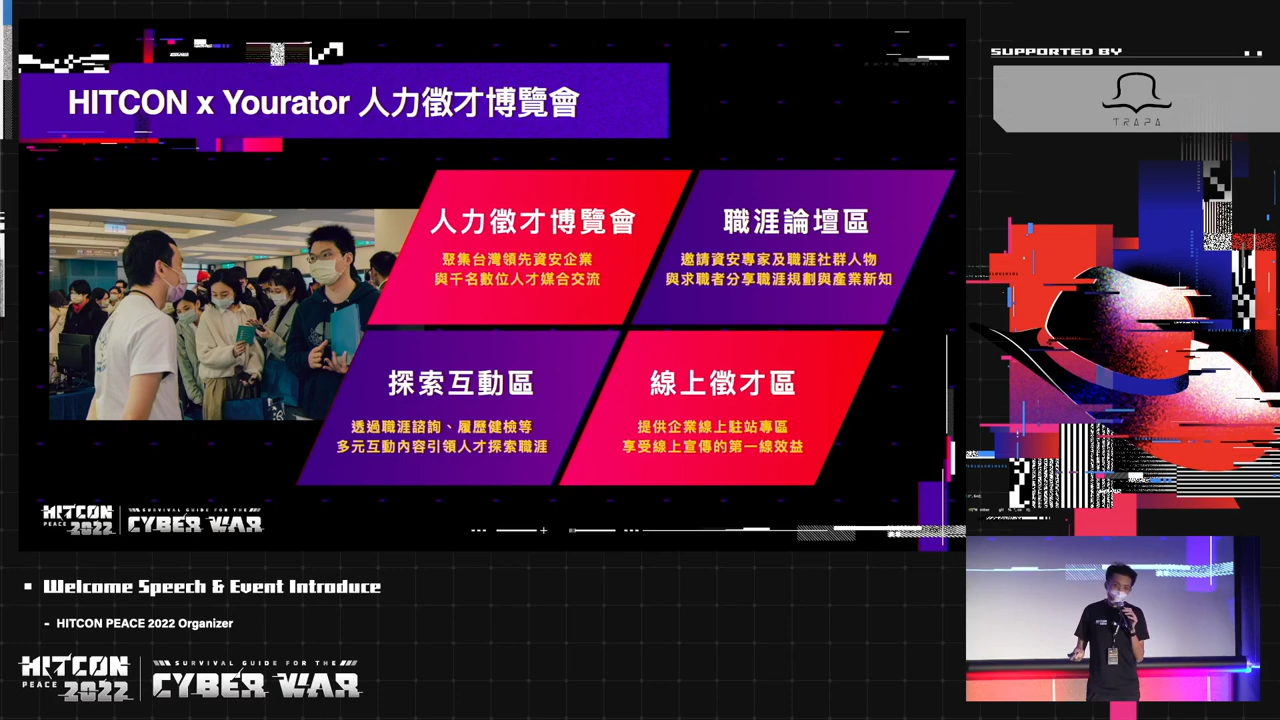 HITCON x Yourator 人力徵才博覽會
人力徵才博覽會
聚集台灣領先資安企業
與千名數位人才媒合交流
職涯論壇區
邀請資安專家及職涯社群人物
與求職者分享職涯規劃與產業新知
探索互動區
透過職涯諮詢、履歷健檢等
多元互動內容引領人才探索職涯
線上徵才區
提供企業線上駐站專區
享受線上宣傳的第一線效益
HITCON
PEACE 2022
SURVIVAL GUIDE FOR THE
CYBER WAR
SUPPORTED BY
TRAPA
Welcome Speech & Event Introduce
- HITCON PEACE 2022 Organizer
HITCON
PEACE 2022
SURVIVAL GUIDE FOR THE
CYBER WAR